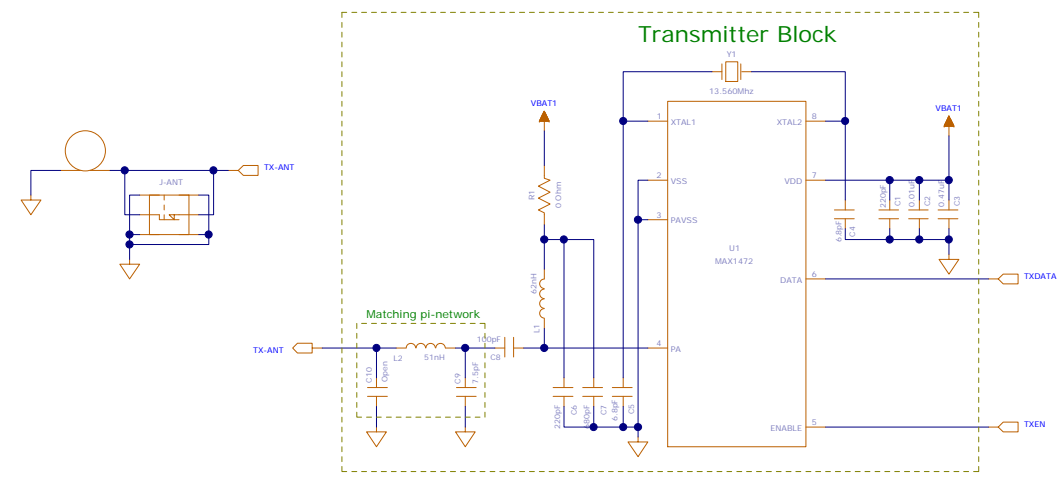 Transmitter Block
Y1
13.560Mhz
VBAT1
VBAT1
1
XTAL1
XTAL2
8
TX-ANT
J-ANT
R1
0 Ohm
2
VSS
VDD
7
220pF
C1
0.01uF
C2
0.47uF
C3
3
PAVSS
6.8pF
C4
U1
MAX1472
DATA
6
TXDATA
62nH
L1
Matching pi-network
100pF
C8
TX-ANT
L2
51nH
4
PA
C10
Open
C9
7.5pF
220pF
C6
680pF
C7
6.8pF
C5
ENABLE
5
TXEN